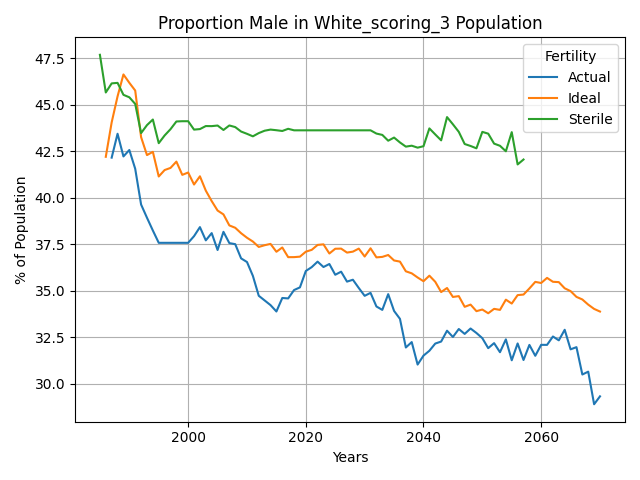 Proportion Male in White_scoring_3 Population
Fertility
Actual
Ideal
Sterile
% of Population
47.5
45.0
42.5
40.0
37.5
35.0
32.5
30.0
2000
2020
2040
2060
Years